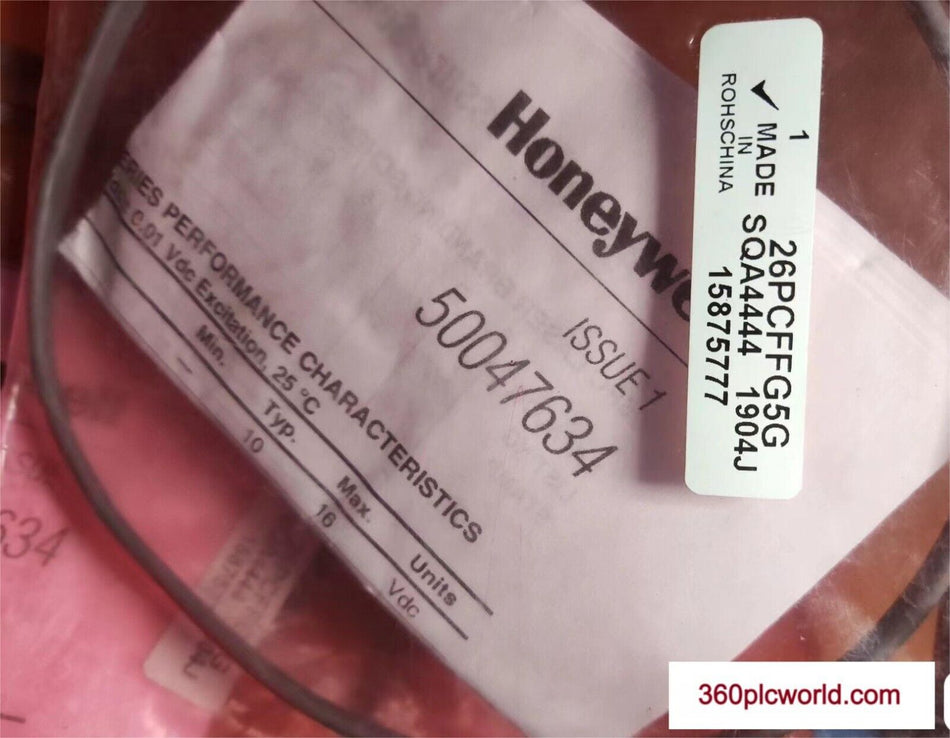 Honeywe
ISSUE 1
50047634
ERIES PERFORMANCE CHARACTERISTICS
0.01 Vdc Excitation, 25 °C
Min. Typ. Max. Units
— 10 16 Vdc
1
26PCFFG5G
MADE SQA4444 1904J
IN
15875777
ROHSCHINA
634
360plcworld.com